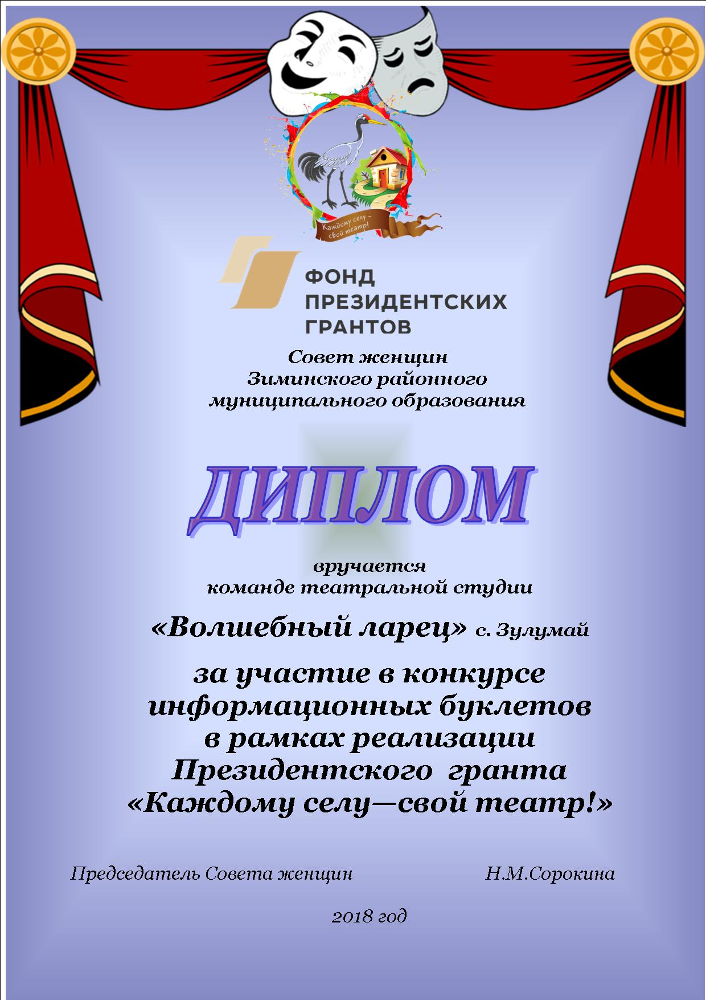 Каждому селу -
свой театр!
ФОНД
ПРЕЗИДЕНТСКИХ
ГРАНТОВ
Совет женщин
Зиминского районного
муниципального образования
ДИПЛОМ
вручается
команде театральной студии
«Волшебный ларец» с. Зулумай
за участие в конкурсе
информационных буклетов
в рамках реализации
Президентского гранта
«Каждому селу—свой театр!»
Председатель Совета женщин Н.М.Сорокина
2018 год